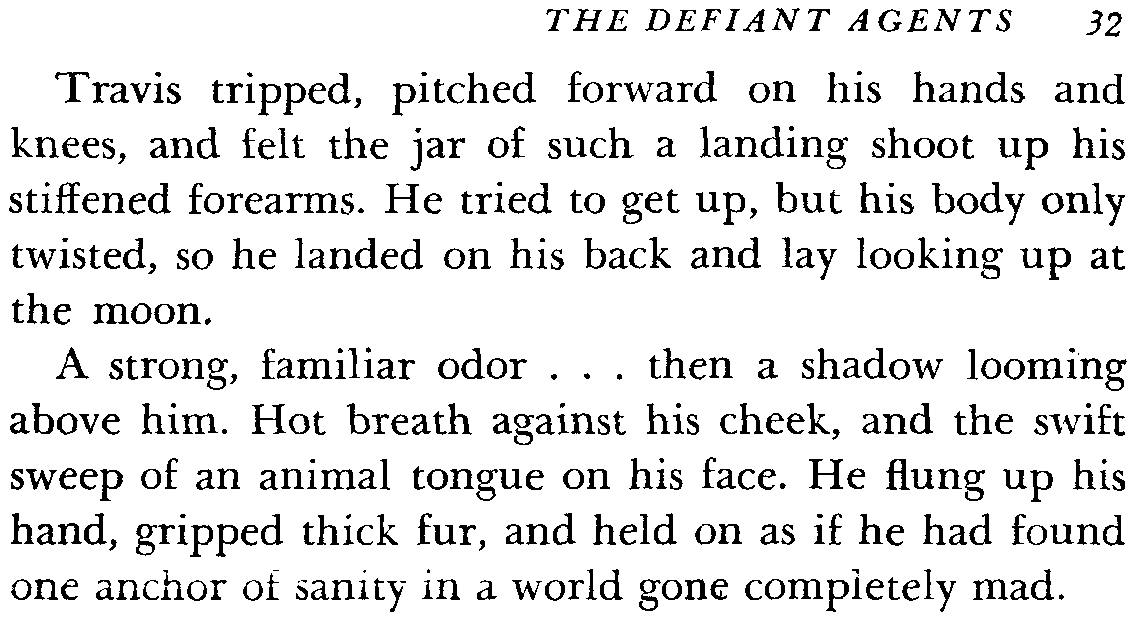 THE DEFIANT AGENTS 32
Travis tripped, pitched forward on his hands and
knees, and felt the jar of such a landing shoot up his
stiffened forearms. He tried to get up, but his body only
twisted, so he landed on his back and lay looking up at
the moon.
A strong, familiar odor . . . then a shadow looming
above him. Hot breath against his cheek, and the swift
sweep of an animal tongue on his face. He flung up his
hand, gripped thick fur, and held on as if he had found
one anchor of sanity in a world gone completely mad.